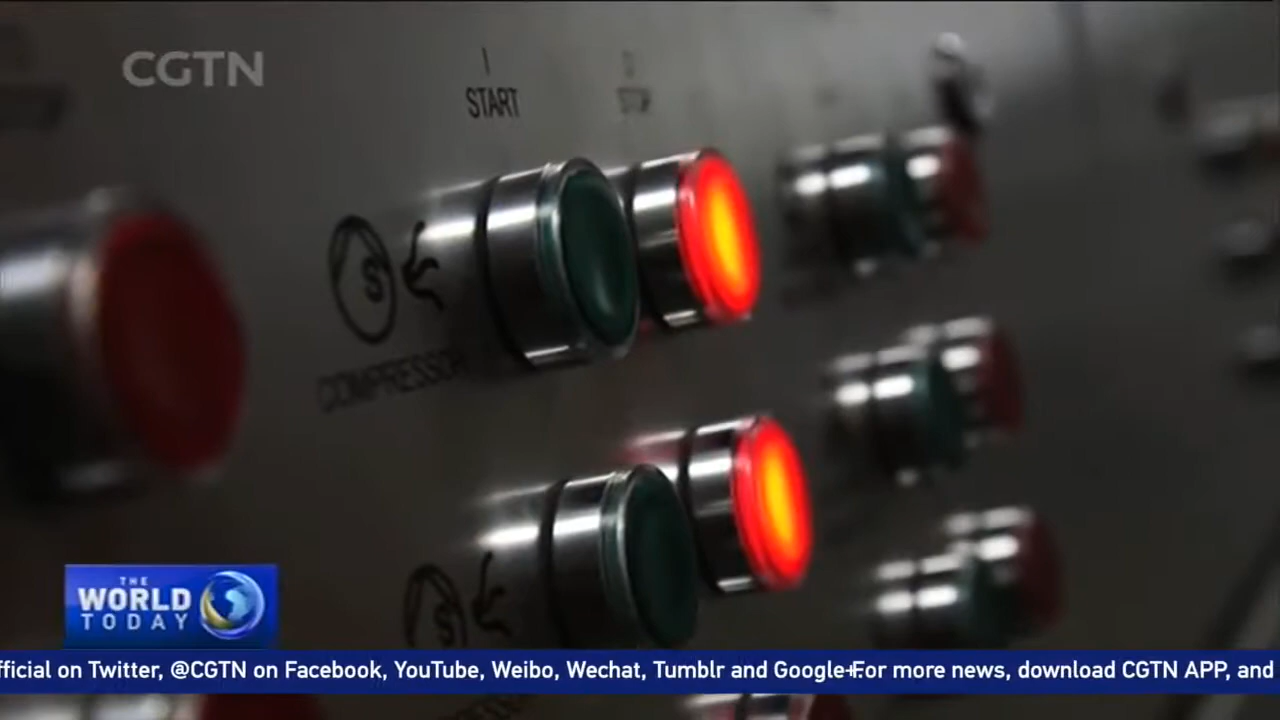 CGTN
I
START
STOP
COMPRESSOR
S
S
THE
WORLD
TODAY
fficial on Twitter, @CGTN on Facebook, YouTube, Weibo, Wechat, Tumblr and Google+For more news, download CGTN APP, and